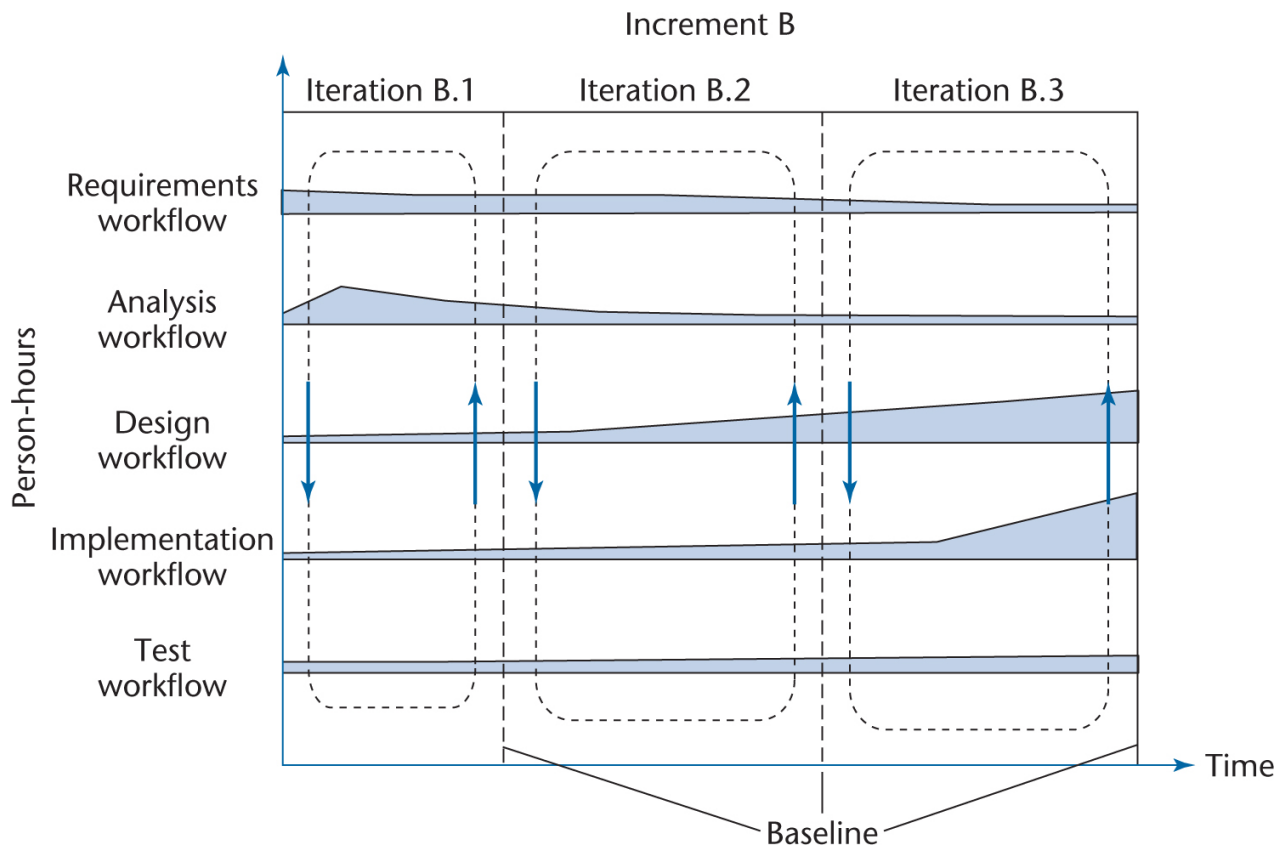 Increment B
Iteration B.1
Iteration B.2
Iteration B.3
Person-hours
Requirements
workflow
Analysis
workflow
Design
workflow
Implementation
workflow
Test
workflow
Time
Baseline